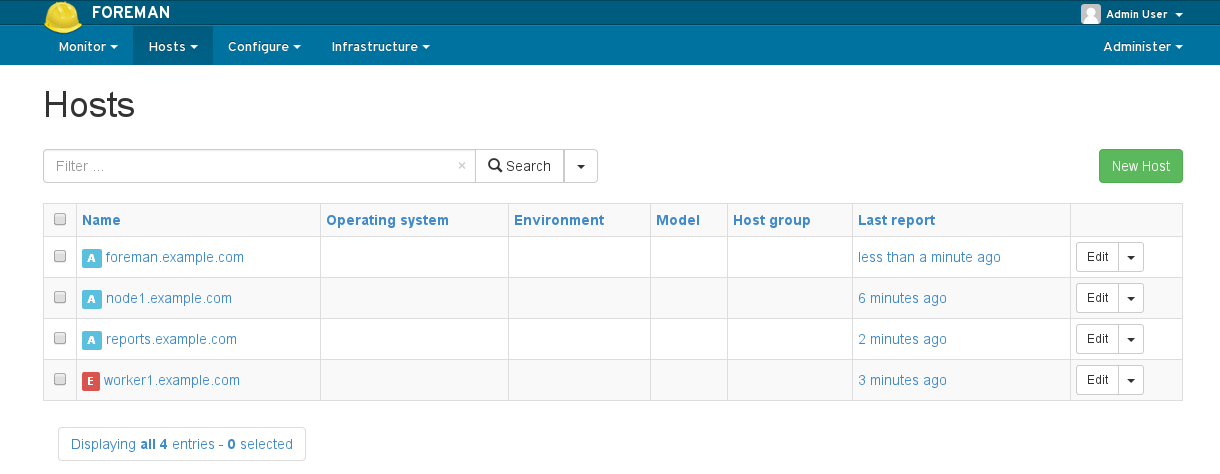 FOREMAN Admin User
Monitor Hosts Configure Infrastructure Administer
Hosts
Filter ... × Search New Host
Name Operating system Environment Model Host group Last report
A foreman.example.com less than a minute ago Edit
A node1.example.com 6 minutes ago Edit
A reports.example.com 2 minutes ago Edit
E worker1.example.com 3 minutes ago Edit
Displaying all 4 entries - 0 selected